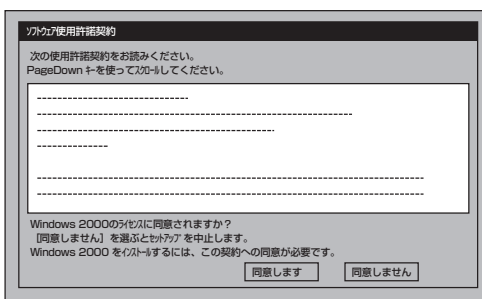 ｿﾌﾄｳｪｱ使用許諾契約
次の使用許諾契約をお読みください。
PageDown ｷｰを使ってｽｸﾛｰﾙしてください。
Windows 2000のﾗｲｾﾝｽに同意されますか？
［同意しません］を選ぶとｾｯﾄｱｯﾌﾟを中止します。
Windows 2000 をｲﾝｽﾄｰﾙするには、この契約への同意が必要です。
同意します 同意しません